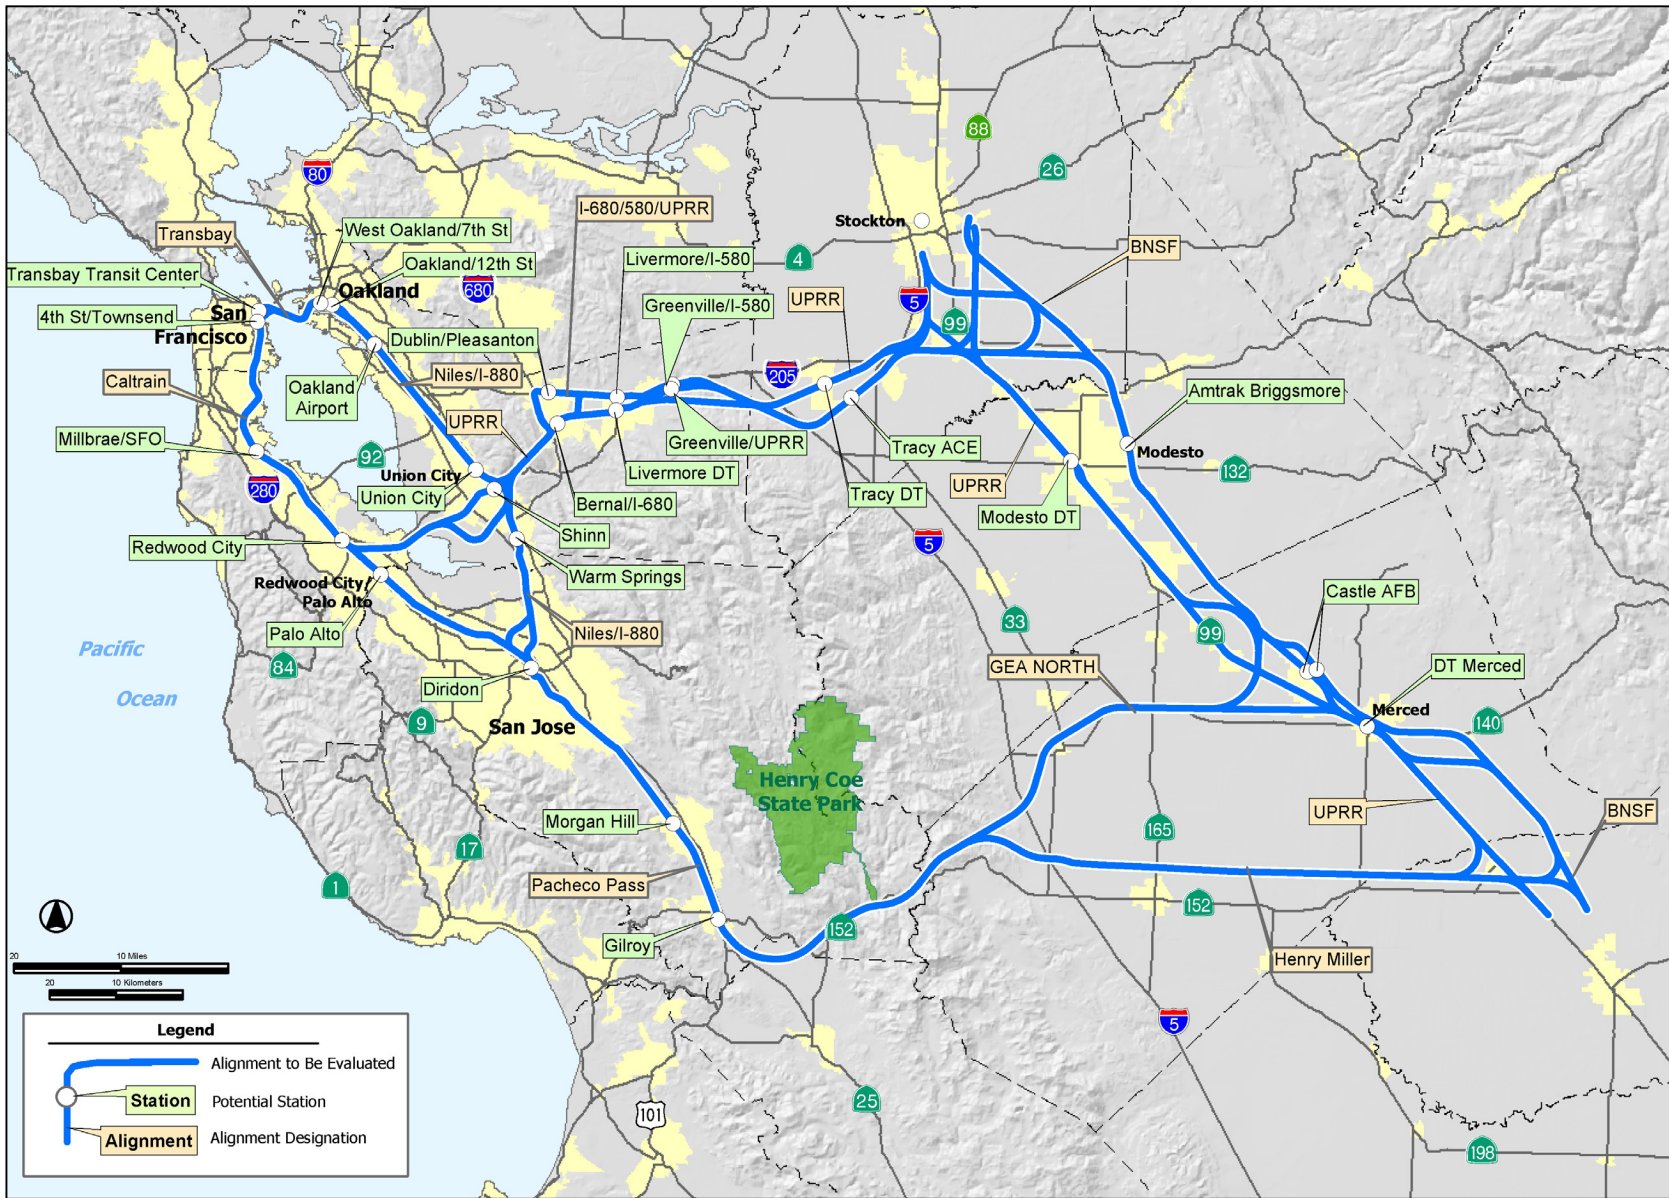 88
26
80
I-680/580/UPRR
Stockton
West Oakland/7th St
Transbay
BNSF
4
Livermore/I-580
Oakland/12th St
Transbay Transit Center
680
Oakland
UPRR
5
Greenville/I-580
San
Francisco
4th St/Townsend
99
Dublin/Pleasanton
205
Niles/I-880
Caltrain
Oakland
Airport
Amtrak Briggsmore
UPRR
Millbrae/SFO
Greenville/UPRR
Tracy ACE
Modesto
92
Union City
Livermore DT
132
280
Union City
UPRR
Tracy DT
Bernal/I-680
Modesto DT
Shinn
5
Redwood City
Warm Springs
Redwood City/
Palo Alto
Castle AFB
33
Palo Alto
Niles/I-880
99
Pacific
Ocean
84
GEA NORTH
DT Merced
Diridon
Merced
9
140
San Jose
Henry Coe
State Park
UPRR
BNSF
Morgan Hill
165
17
1
Pacheco Pass
152
152
Gilroy
Henry Miller
20
10 Miles
20
10 Kilometers
5
Legend
Alignment to Be Evaluated
Station
Potential Station
25
101
Alignment
Alignment Designation
198